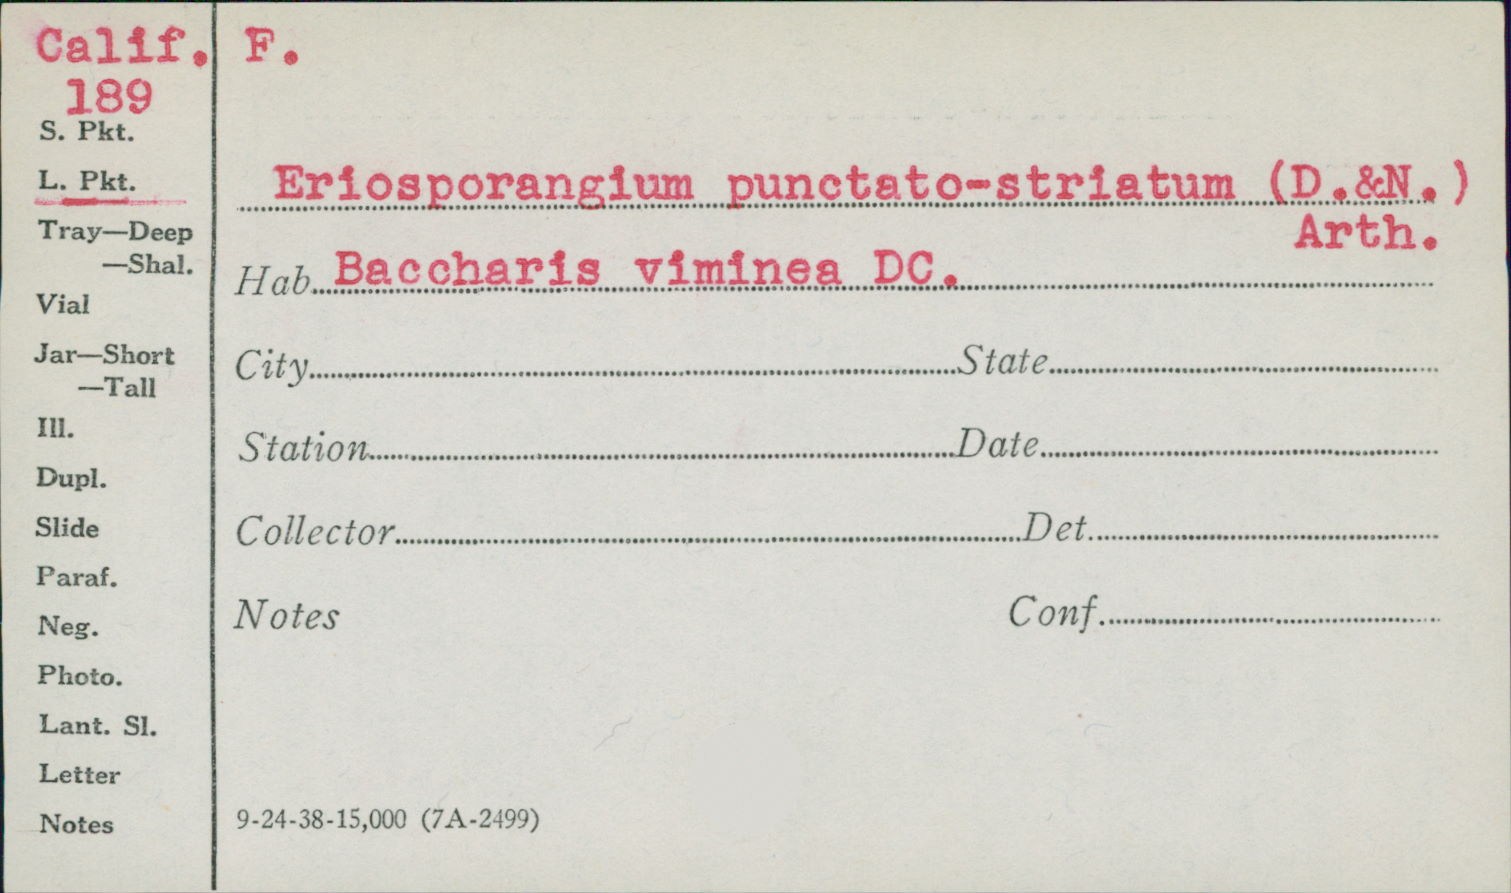 Calif. F.
189
S. Pkt.
L. Pkt.
Tray—Deep
—Shal.
Vial
Jar—Short
—Tall
Ill.
Dupl.
Slide
Paraf.
Neg.
Photo.
Lant. Sl.
Letter
Notes
Eriosporangium punctato-striatum (D.&N.)
Arth.
Hab. Baccharis viminea DC.
City State
Station Date
Collector Det.
Notes Conf.
9-24-38-15,000 (7A-2499)